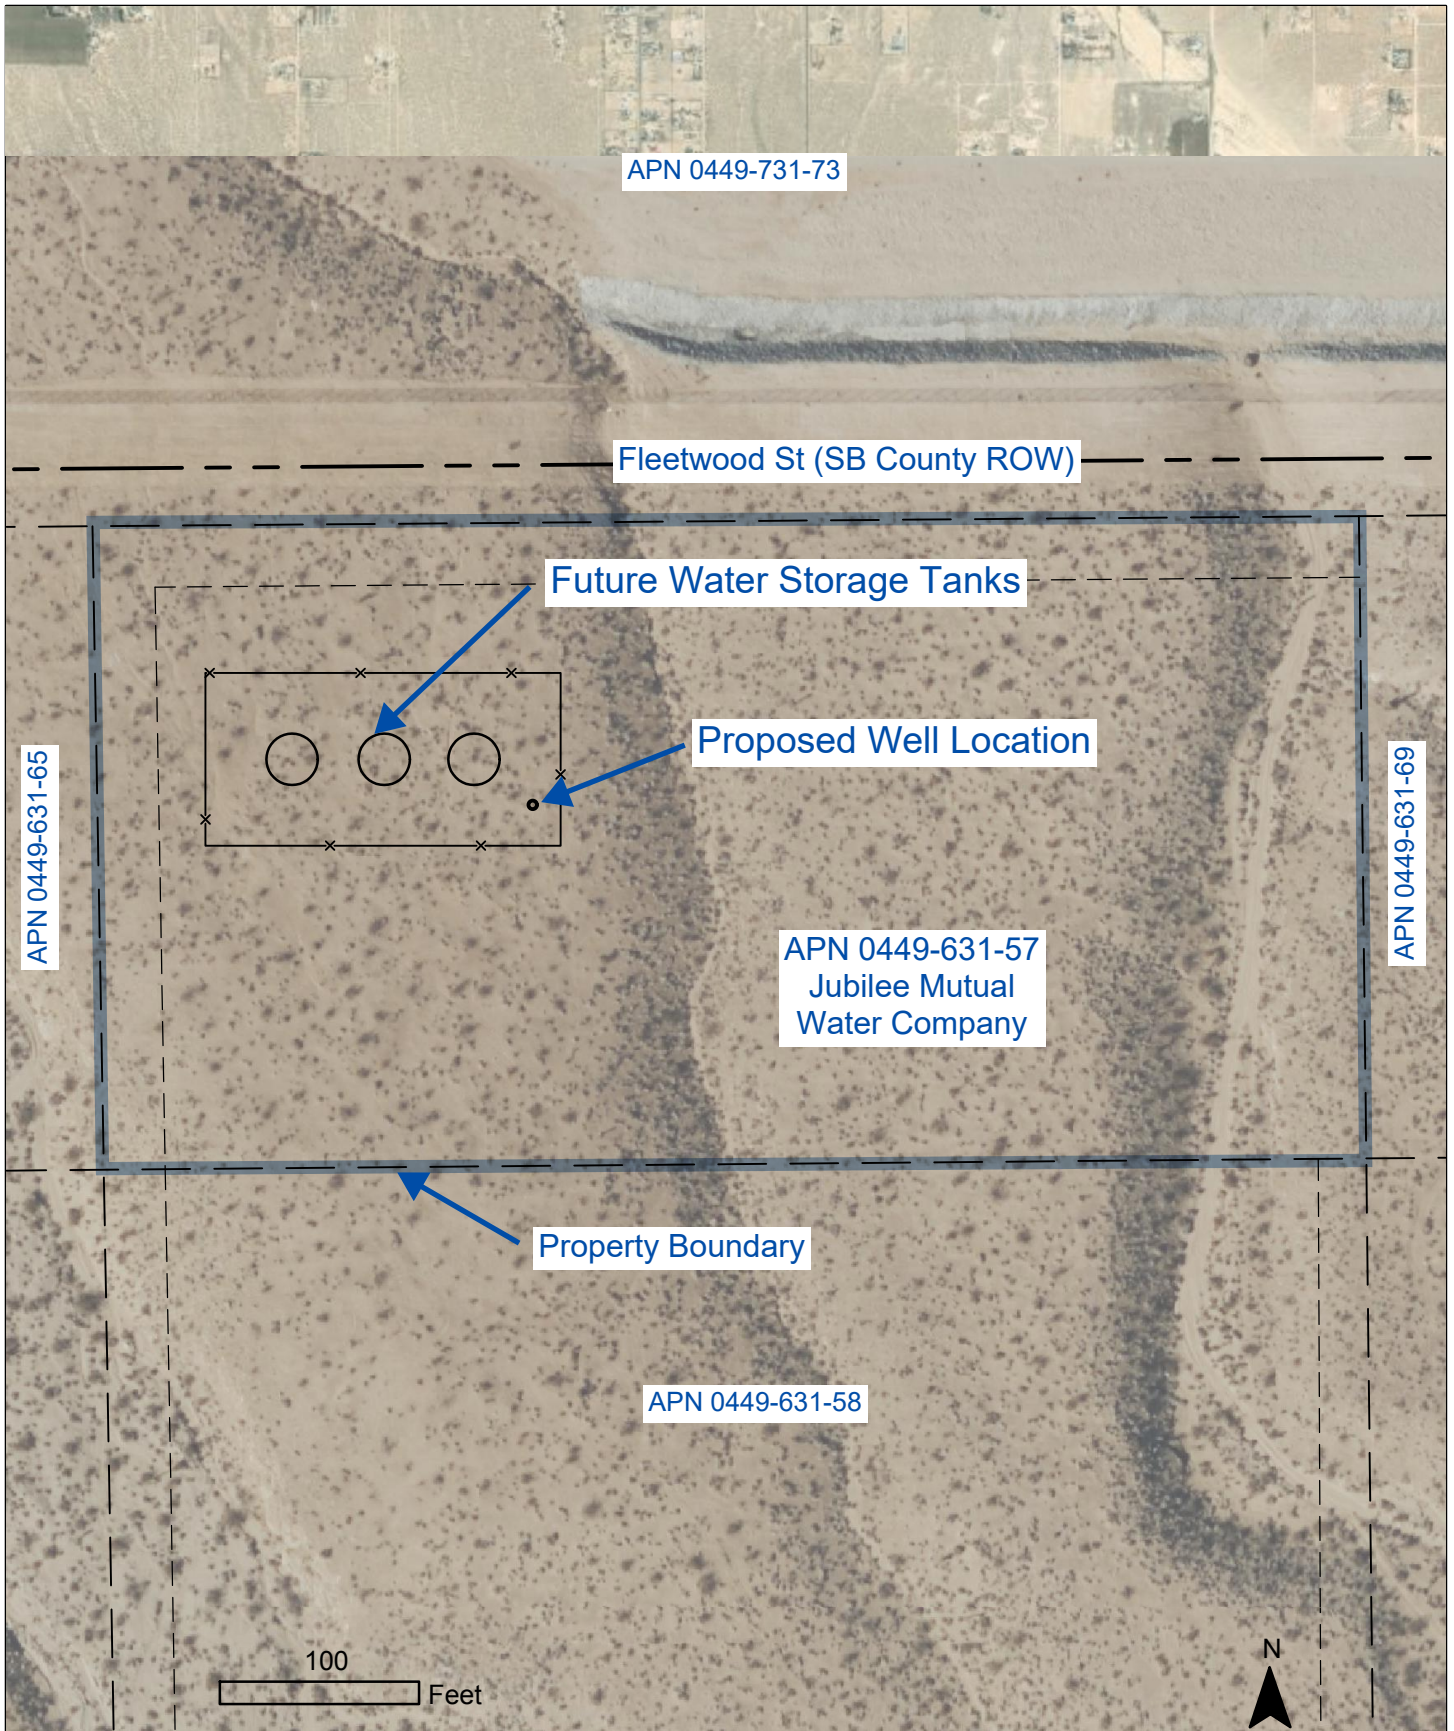 APN 0449-731-73
Fleetwood St (SB County ROW)
Future Water Storage Tanks
Proposed Well Location
APN 0449-631-65
APN 0449-631-69
APN 0449-631-57
Jubilee Mutual
Water Company
Property Boundary
APN 0449-631-58
100
Feet
N